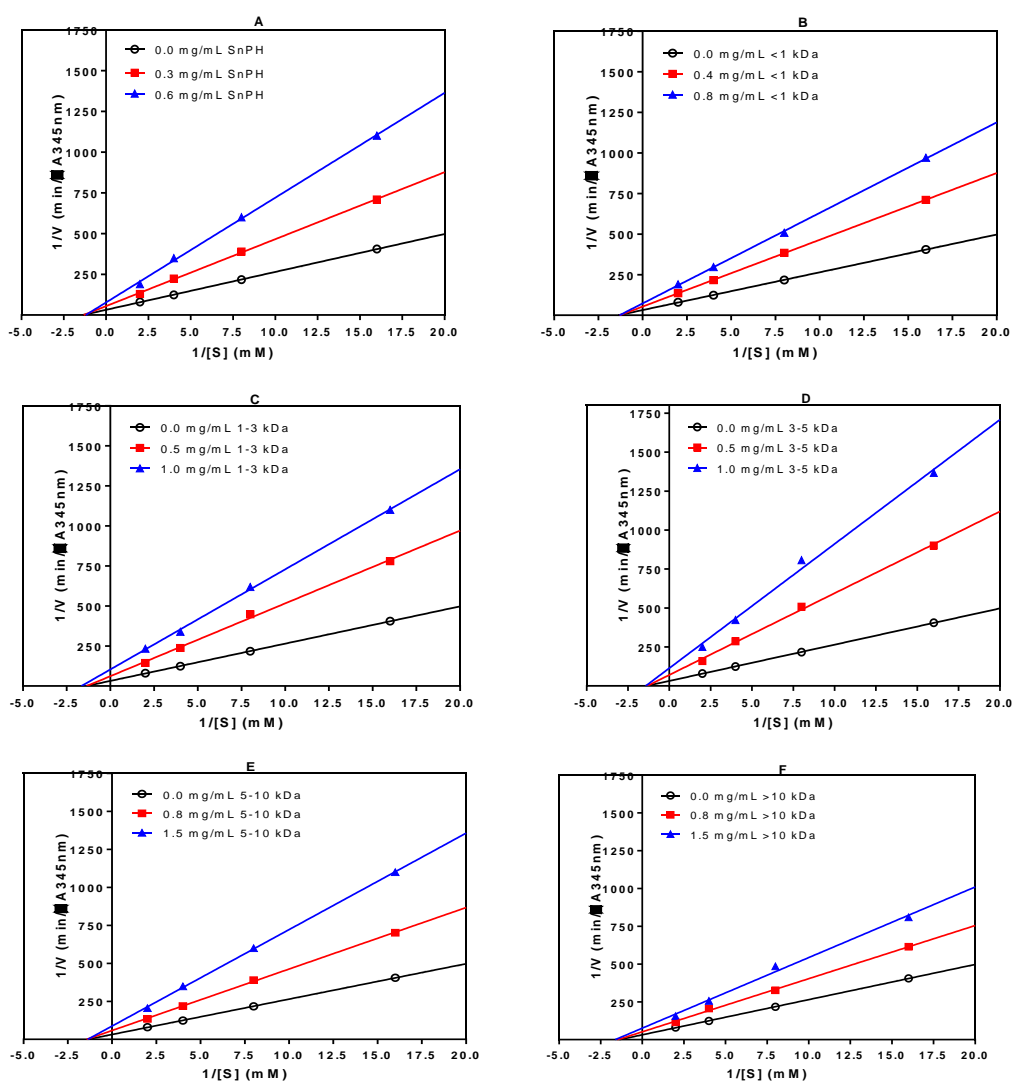 A
1750
1500
1250
1000
750
500
250
0.0 mg/mL SnPH
0.3 mg/mL SnPH
0.6 mg/mL SnPH
1/V (min/ A345nm)
-5.0 -2.5 0.0 2.5 5.0 7.5 10.0 12.5 15.0 17.5 20.0
1/[S] (mM)
B
1750
1500
1250
1000
750
500
250
0.0 mg/mL <1 kDa
0.4 mg/mL <1 kDa
0.8 mg/mL <1 kDa
1/V (min/ A345nm)
-5.0 -2.5 0.0 2.5 5.0 7.5 10.0 12.5 15.0 17.5 20.0
1/[S] (mM)
C
1750
1500
1250
1000
750
500
250
0.0 mg/mL 1-3 kDa
0.5 mg/mL 1-3 kDa
1.0 mg/mL 1-3 kDa
1/V (min/ A345nm)
-5.0 -2.5 0.0 2.5 5.0 7.5 10.0 12.5 15.0 17.5 20.0
1/[S] (mM)
D
1750
1500
1250
1000
750
500
250
0.0 mg/mL 3-5 kDa
0.5 mg/mL 3-5 kDa
1.0 mg/mL 3-5 kDa
1/V (min/ A345nm)
-5.0 -2.5 0.0 2.5 5.0 7.5 10.0 12.5 15.0 17.5 20.0
1/[S] (mM)
E
1750
1500
1250
1000
750
500
250
0.0 mg/mL 5-10 kDa
0.8 mg/mL 5-10 kDa
1.5 mg/mL 5-10 kDa
1/V (min/ A345nm)
-5.0 -2.5 0.0 2.5 5.0 7.5 10.0 12.5 15.0 17.5 20.0
1/[S] (mM)
F
1750
1500
1250
1000
750
500
250
0.0 mg/mL >10 kDa
0.8 mg/mL >10 kDa
1.5 mg/mL >10 kDa
1/V (min/ A345nm)
-5.0 -2.5 0.0 2.5 5.0 7.5 10.0 12.5 15.0 17.5 20.0
1/[S] (mM)